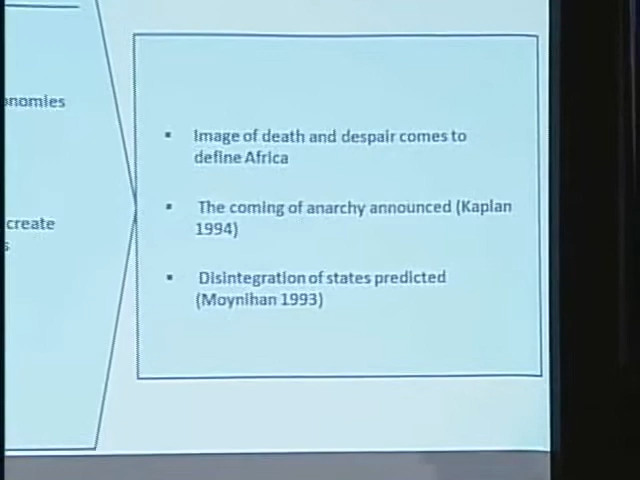 onomies
create
s
▪ Image of death and despair comes to
define Africa
▪ The coming of anarchy announced (Kaplan
1994)
▪ Disintegration of states predicted
(Moynihan 1993)